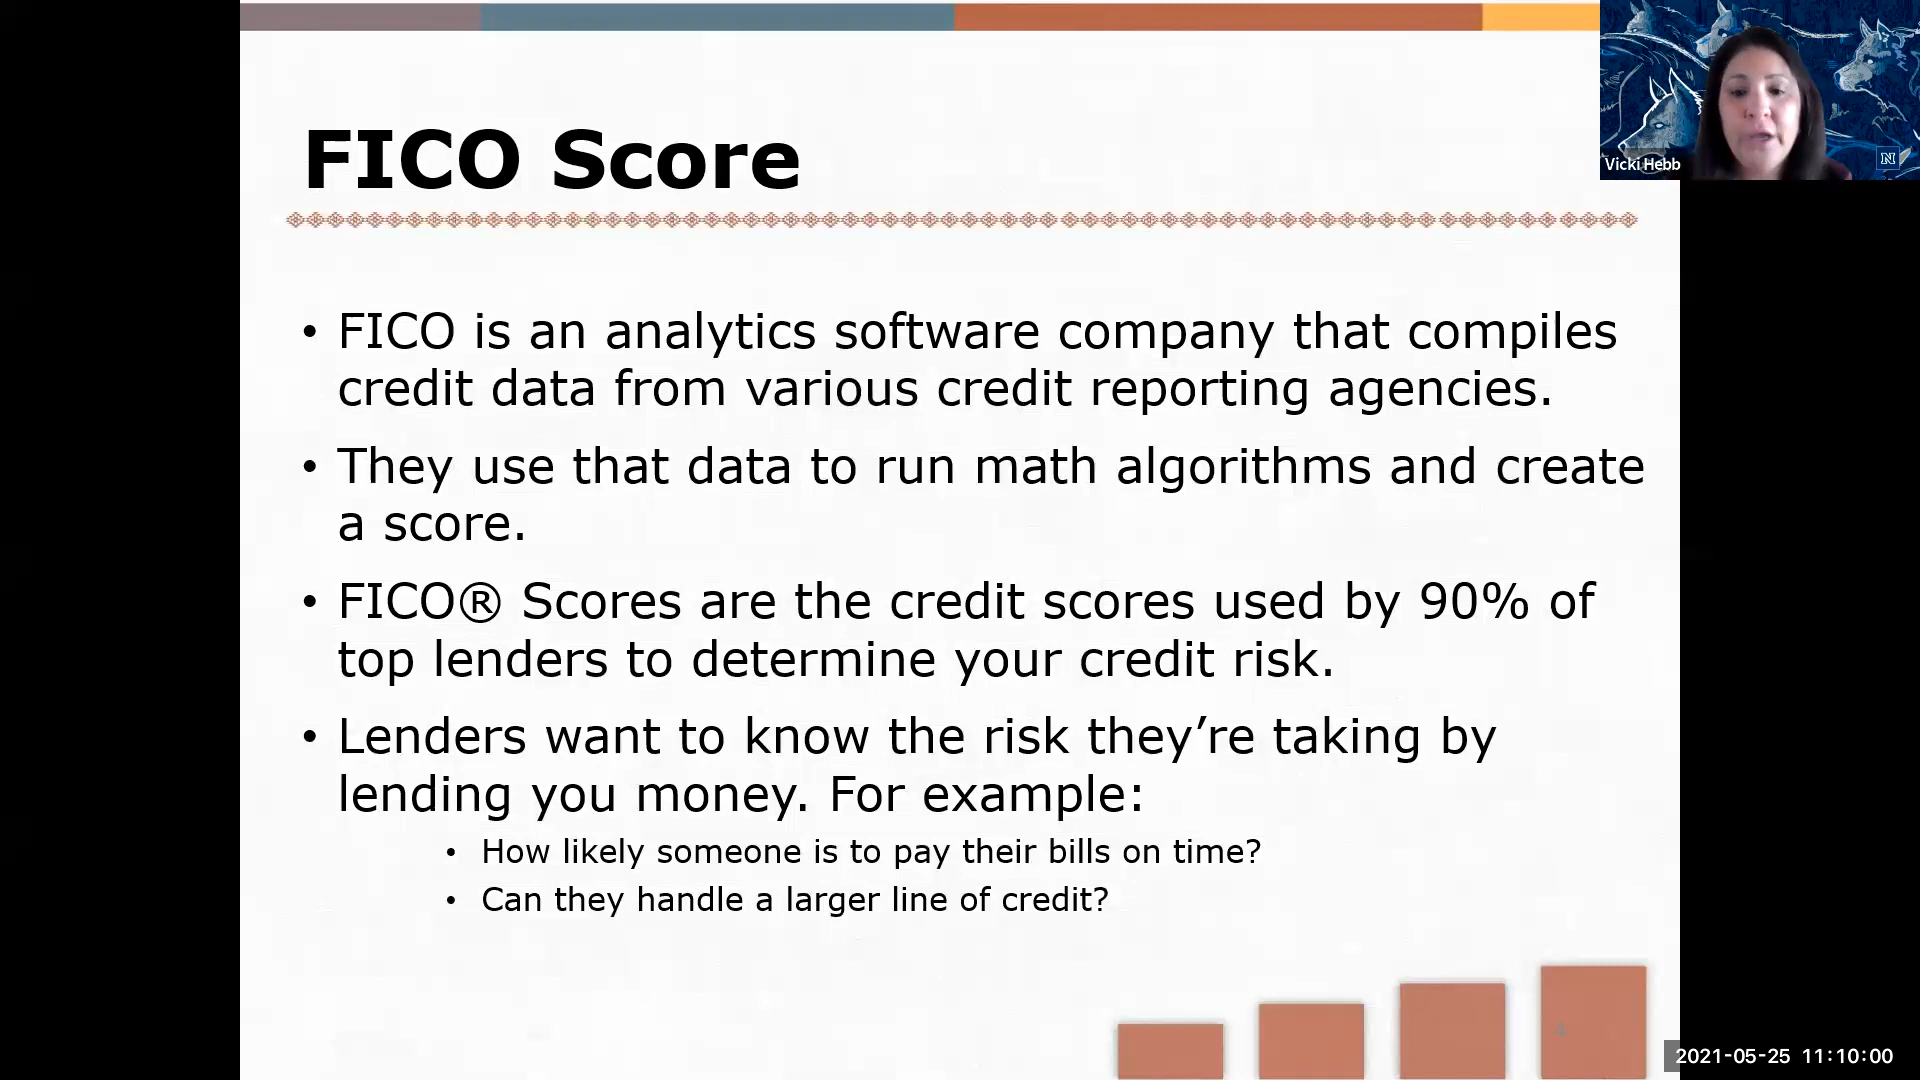 FICO Score
• FICO is an analytics software company that compiles
credit data from various credit reporting agencies.
• They use that data to run math algorithms and create
a score.
• FICO® Scores are the credit scores used by 90% of
top lenders to determine your credit risk.
• Lenders want to know the risk they’re taking by
lending you money. For example:
• How likely someone is to pay their bills on time?
• Can they handle a larger line of credit?
Vicki Hebb
N
2021-05-25 11:10:00